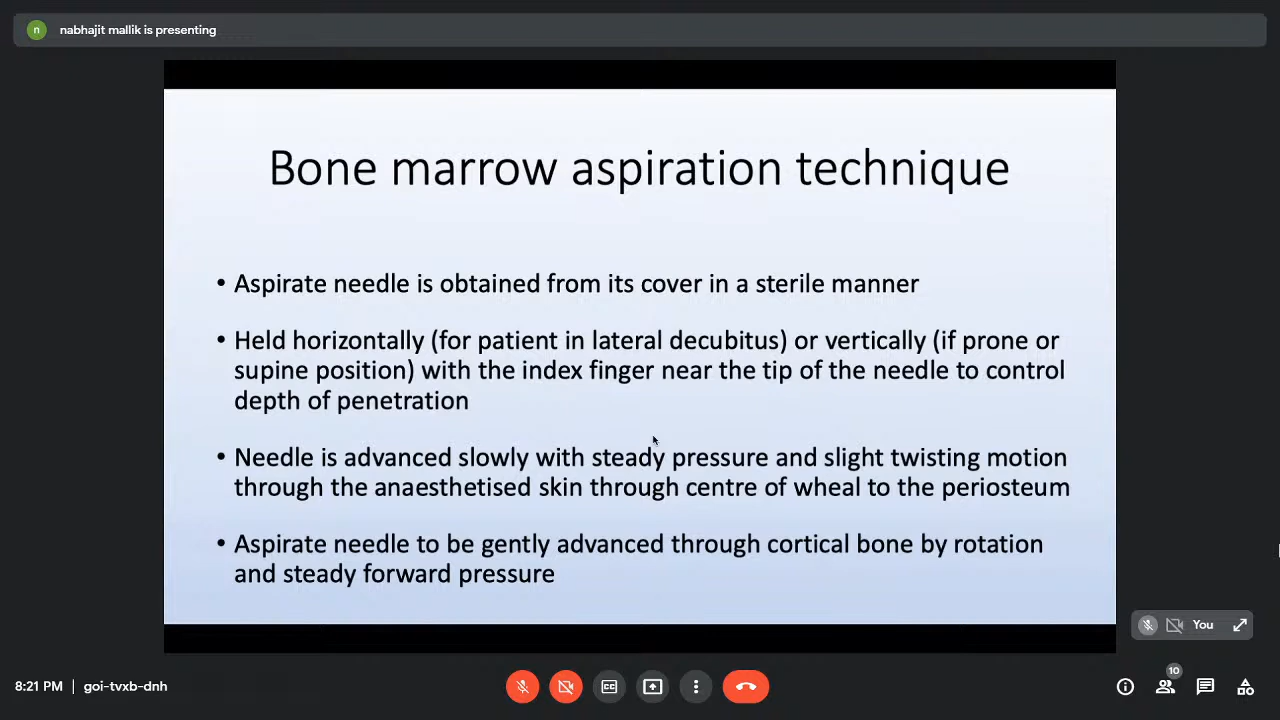 n nabhajit mallik is presenting
Bone marrow aspiration technique
• Aspirate needle is obtained from its cover in a sterile manner
• Held horizontally (for patient in lateral decubitus) or vertically (if prone or
supine position) with the index finger near the tip of the needle to control
depth of penetration
• Needle is advanced slowly with steady pressure and slight twisting motion
through the anaesthetised skin through centre of wheal to the periosteum
• Aspirate needle to be gently advanced through cortical bone by rotation
and steady forward pressure
You
8:21 PM | goi-tvxb-dnh
CC
10